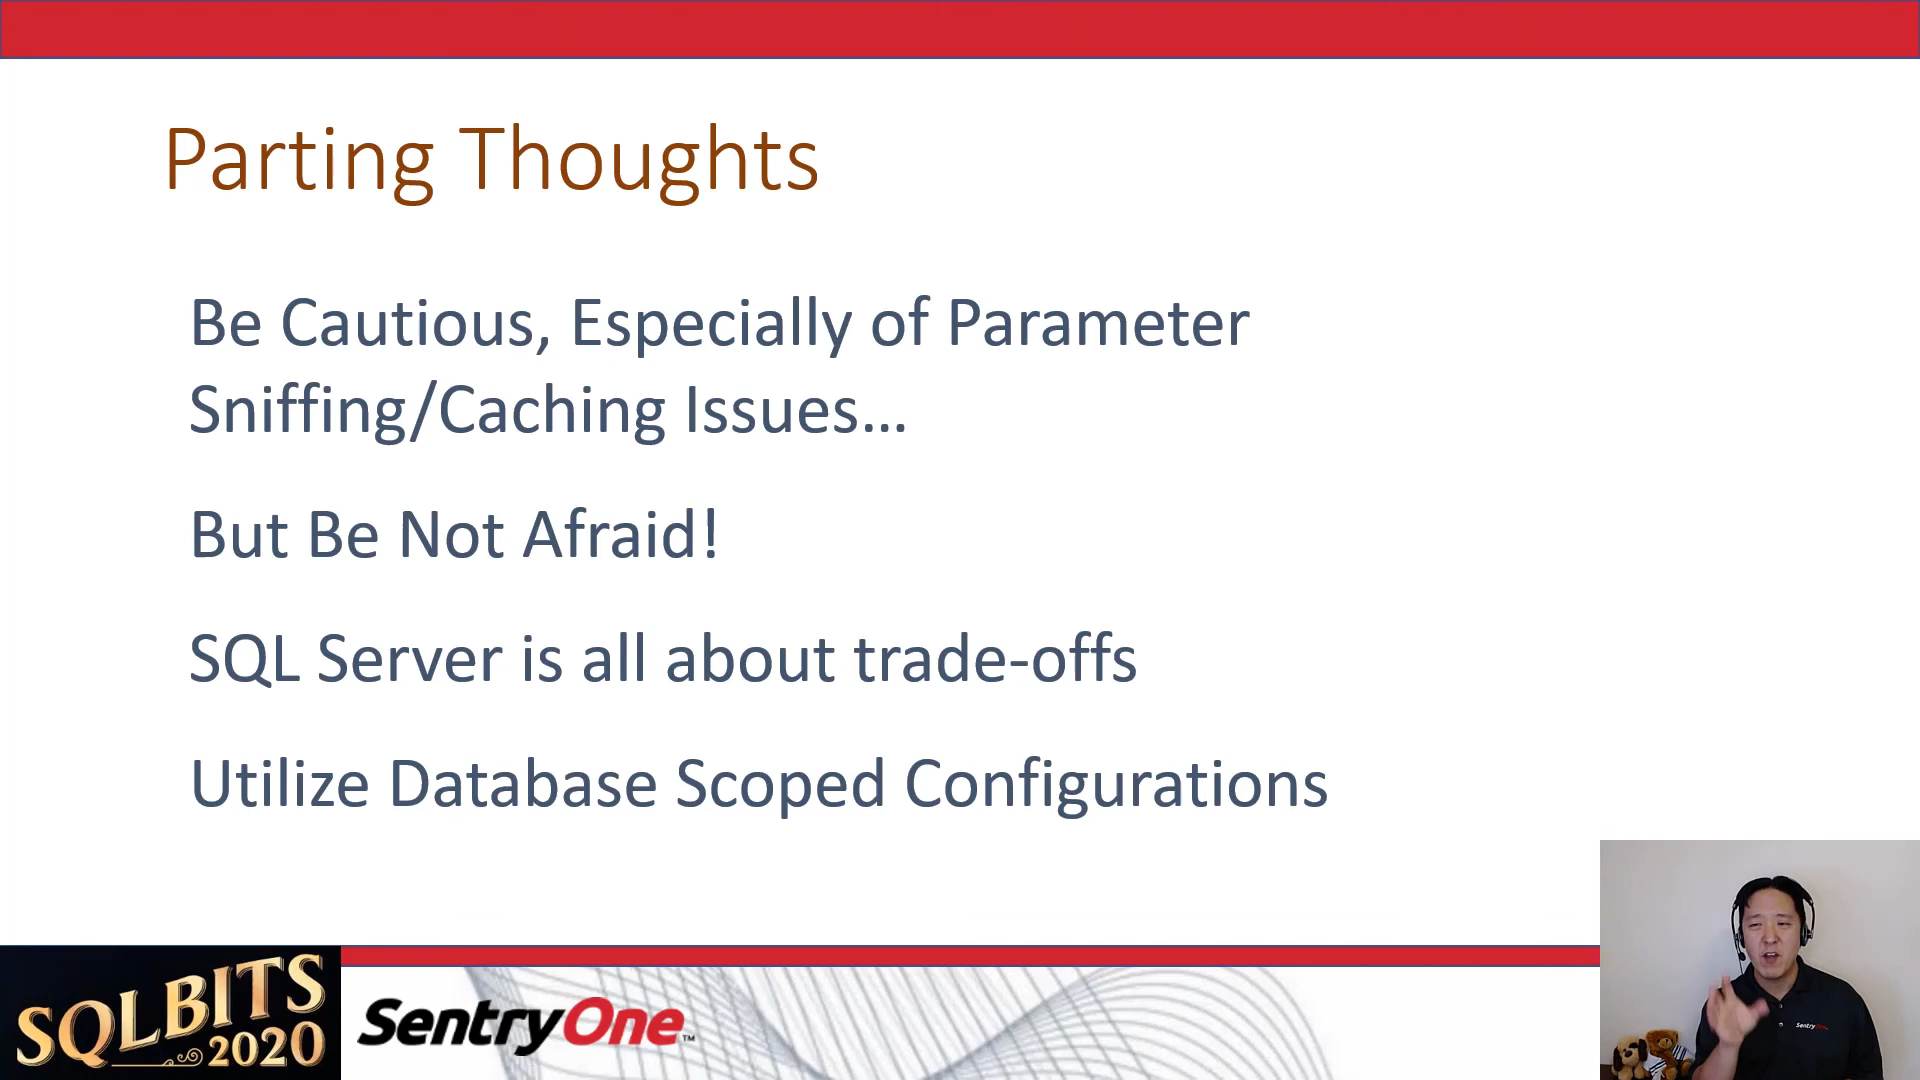 Parting Thoughts
Be Cautious, Especially of Parameter
Sniffing/Caching Issues...
But Be Not Afraid!
SQL Server is all about trade-offs
Utilize Database Scoped Configurations
SQLBITS
2020
SentryOne™
SentryOne